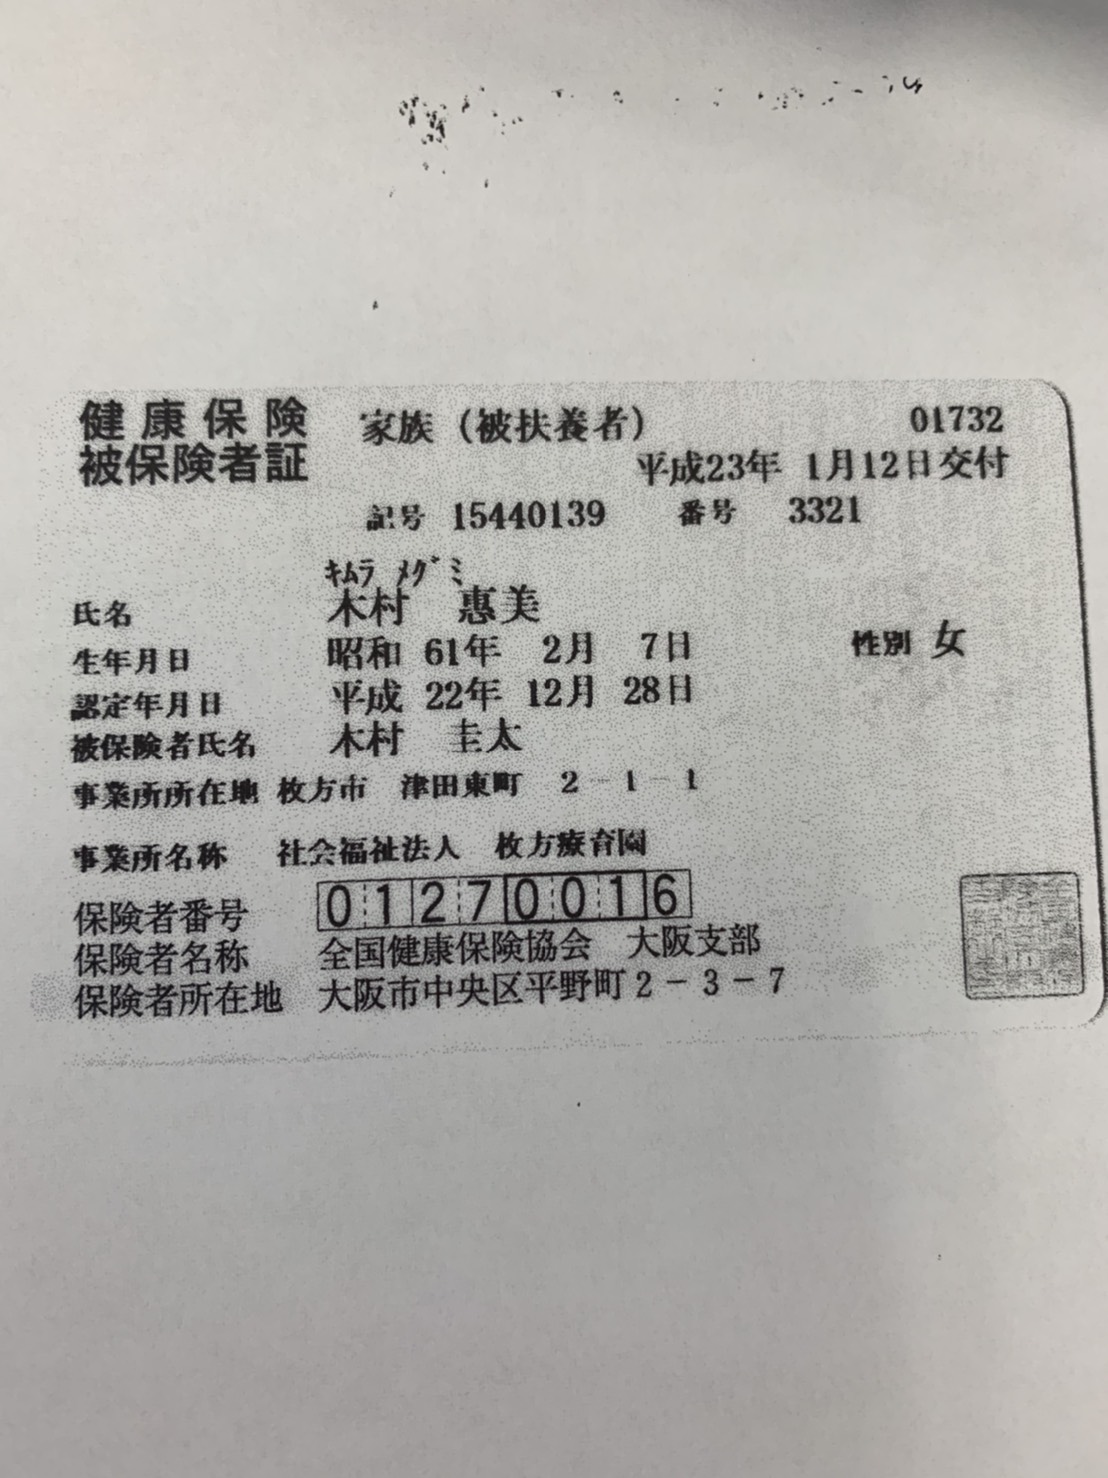 健康保険 家族（被扶養者） 01732
被保険者証 平成23年 1月12日交付
記号 15440139 番号 3321
ｷﾑﾗ ﾒｸﾞﾐ
氏名 木村 惠美
生年月日 昭和 61年 2月 7日 性別 女
認定年月日 平成 22年 12月 28日
被保険者氏名 木村 圭太
事業所所在地 枚方市 津田東町 2－1－1
事業所名称 社会福祉法人 枚方療育園
保険者番号 01270016
保険者名称 全国健康保険協会 大阪支部
保険者所在地 大阪市中央区平野町2－3－7